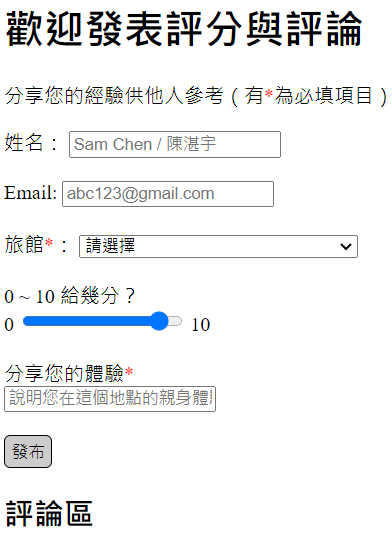 歡迎發表評分與評論
分享您的經驗供他人參考（有*為必填項目）
姓名： Sam Chen / 陳湛宇
Email: abc123@gmail.com
旅館*： 請選擇
0 ~ 10 給幾分？
0 10
分享您的體驗*
說明您在這個地點的親身體
發布
評論區